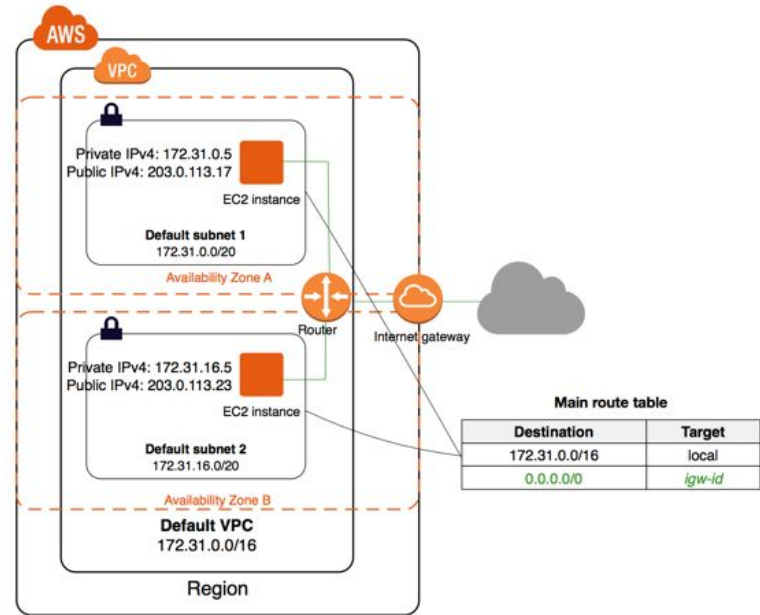 AWS
VPC
Private IPv4: 172.31.0.5
Public IPv4: 203.0.113.17
EC2 instance
Default subnet 1
172.31.0.0/20
Availability Zone A
Router
Internet gateway
Private IPv4: 172.31.16.5
Public IPv4: 203.0.113.23
EC2 instance
Default subnet 2
172.31.16.0/20
Availability Zone B
Default VPC
172.31.0.0/16
Region
Main route table
Destination Target
172.31.0.0/16 local
0.0.0.0/0 igw-id